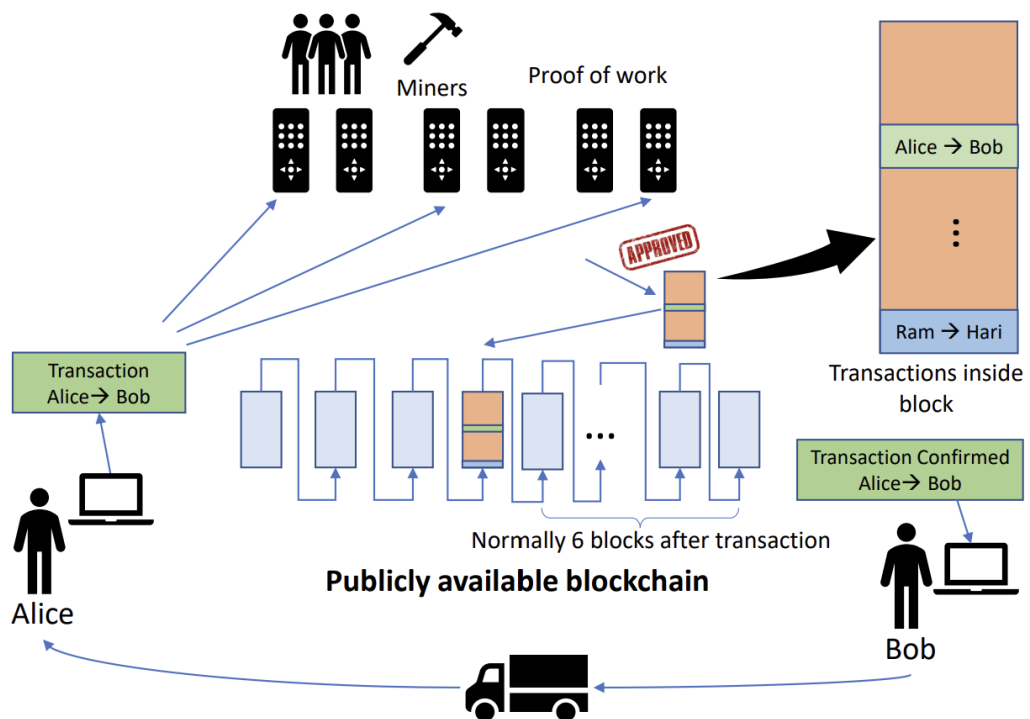 Miners
Proof of work
APPROVED
Alice → Bob
⋮
Ram → Hari
Transactions inside
block
Transaction
Alice→ Bob
...
Transaction Confirmed
Alice→ Bob
Normally 6 blocks after transaction
Publicly available blockchain
Alice
Bob